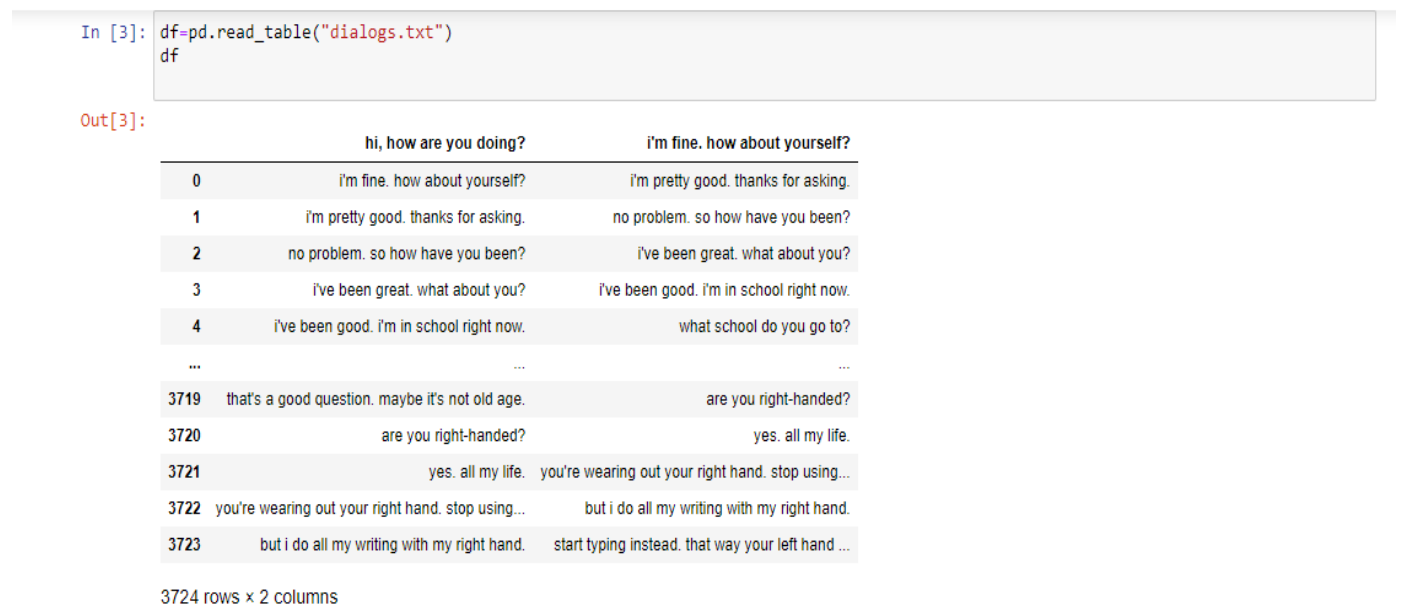 In [3]: df=pd.read_table("dialogs.txt")
df
Out[3]:
hi, how are you doing? i'm fine. how about yourself?
0 i'm fine. how about yourself? i'm pretty good. thanks for asking.
1 i'm pretty good. thanks for asking. no problem. so how have you been?
2 no problem. so how have you been? i've been great. what about you?
3 i've been great. what about you? i've been good. i'm in school right now.
4 i've been good. i'm in school right now. what school do you go to?
... ... ...
3719 that's a good question. maybe it's not old age. are you right-handed?
3720 are you right-handed? yes. all my life.
3721 yes. all my life. you're wearing out your right hand. stop using...
3722 you're wearing out your right hand. stop using... but i do all my writing with my right hand.
3723 but i do all my writing with my right hand. start typing instead. that way your left hand ...
3724 rows × 2 columns